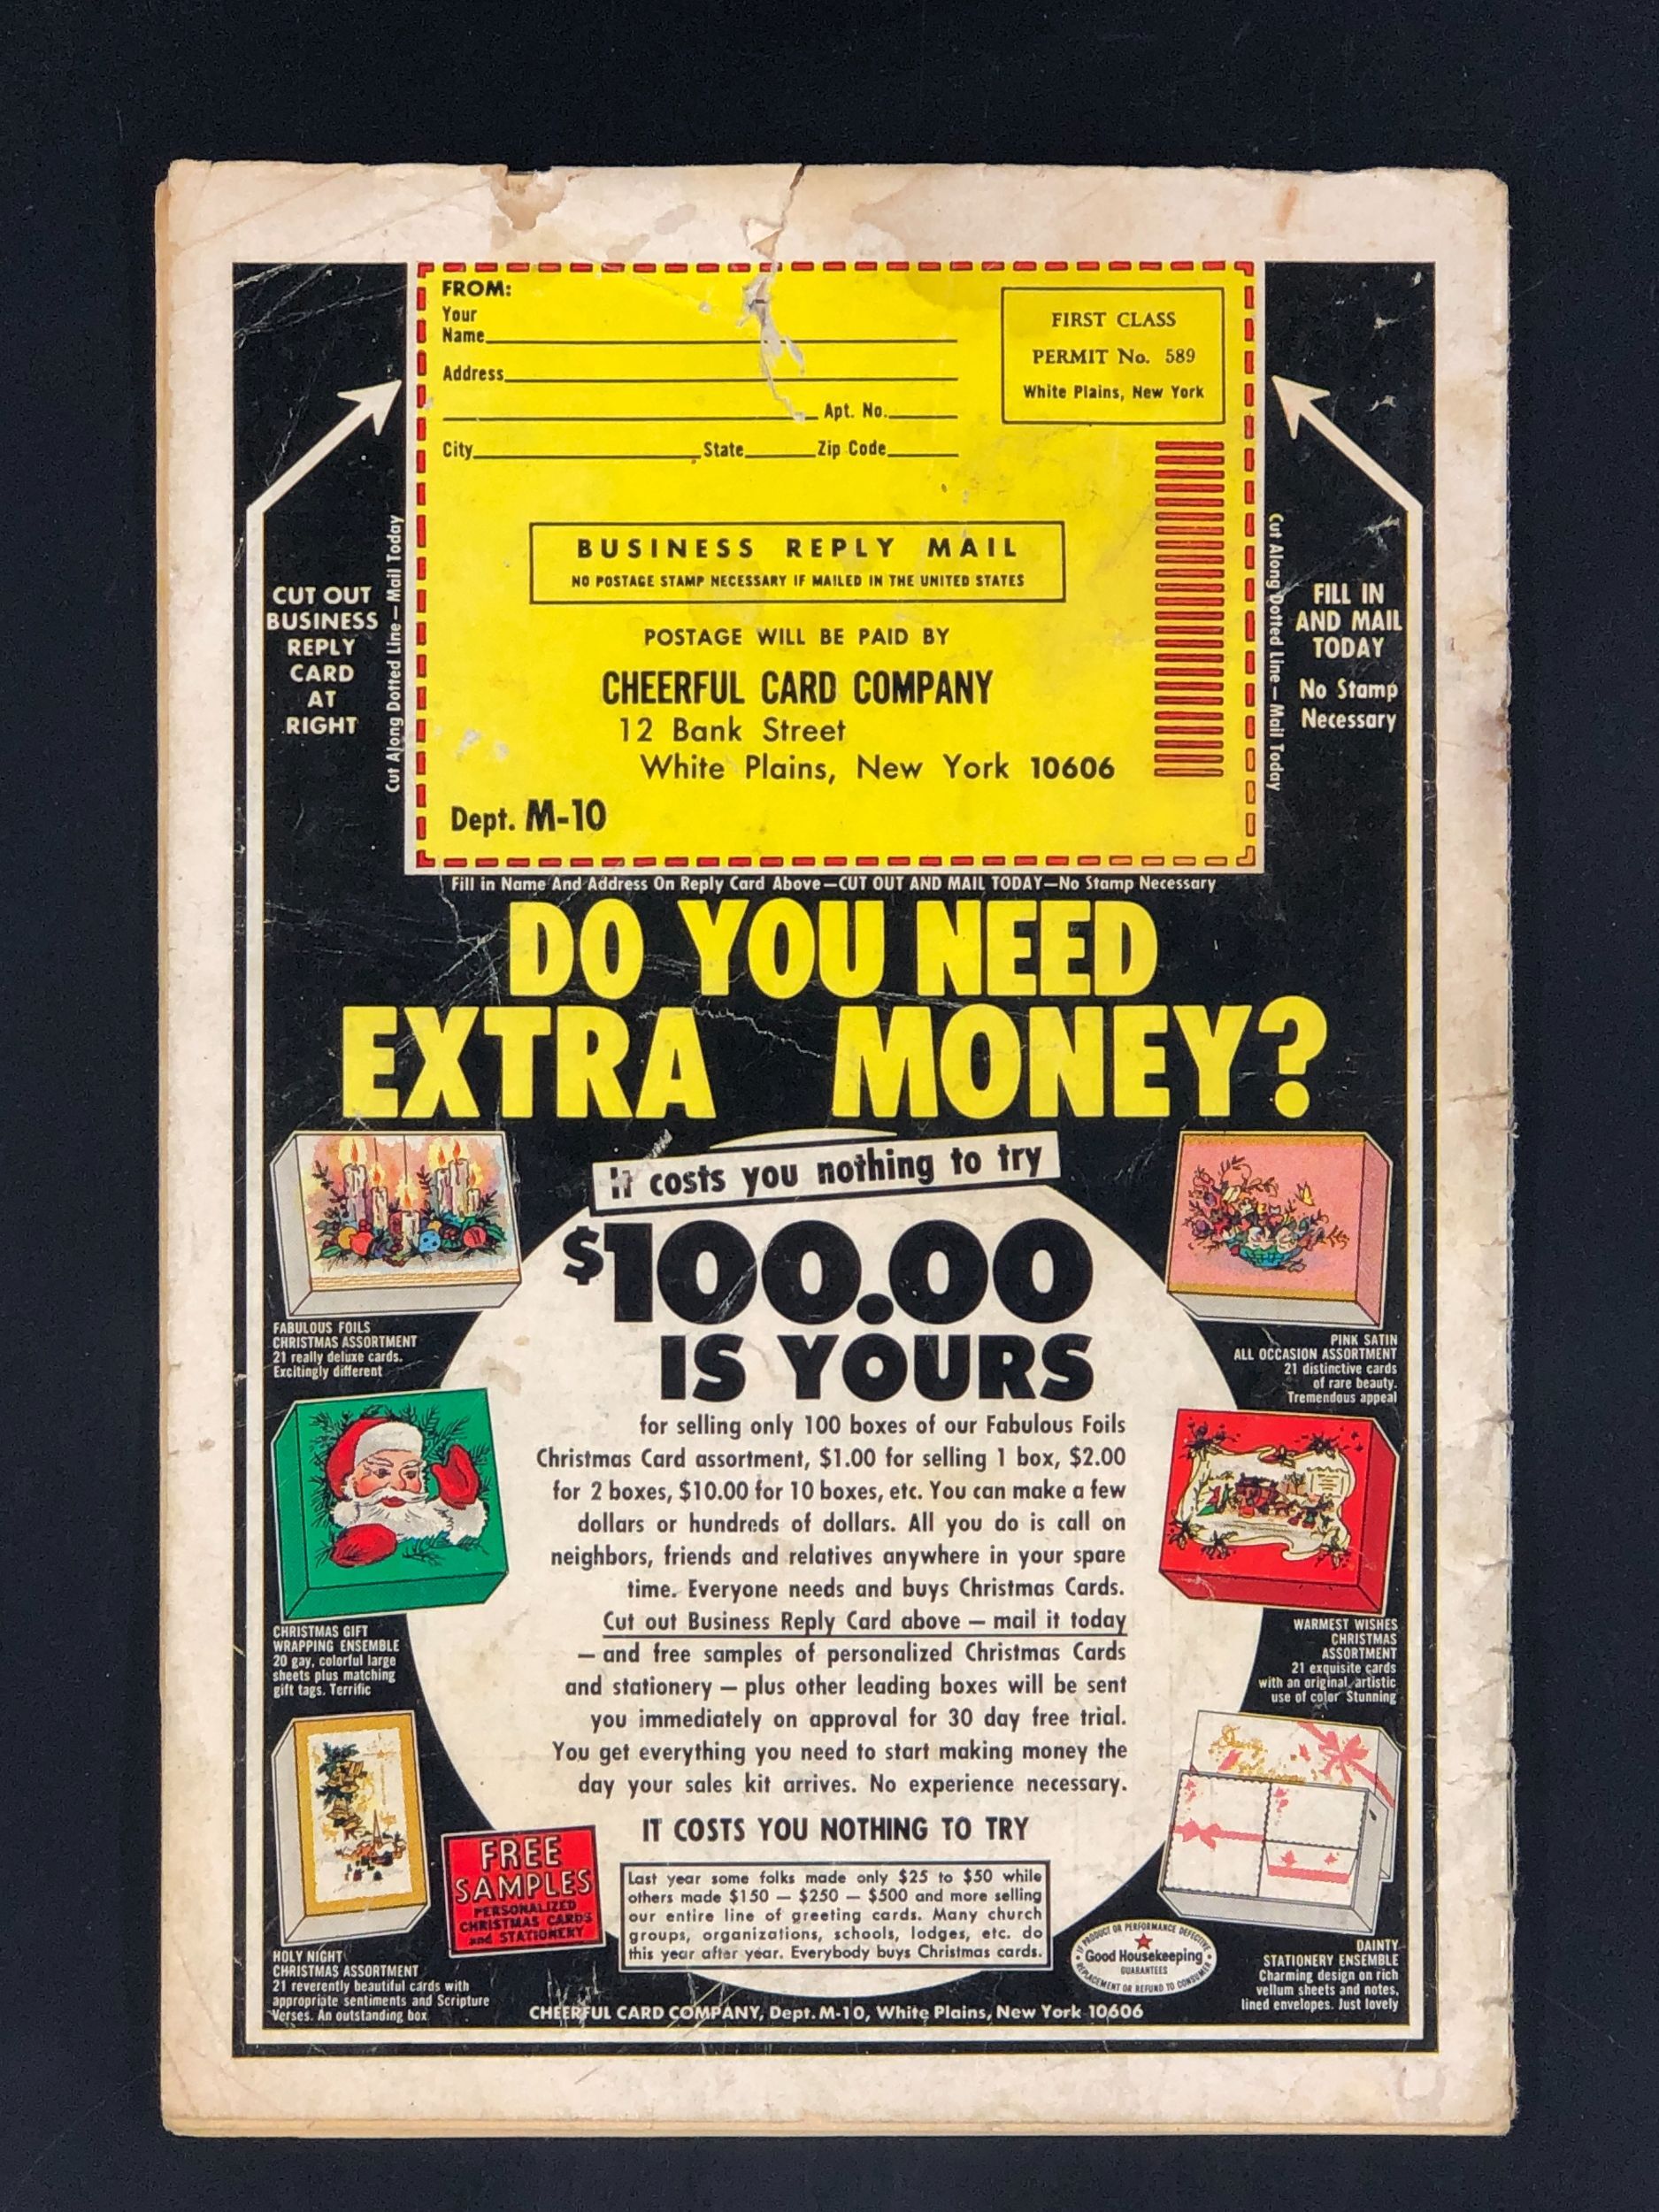 FROM:
Your
Name
Address
Apt. No.
City State Zip Code
FIRST CLASS
PERMIT No. 589
White Plains, New York
BUSINESS REPLY MAIL
NO POSTAGE STAMP NECESSARY IF MAILED IN THE UNITED STATES
POSTAGE WILL BE PAID BY
CHEERFUL CARD COMPANY
12 Bank Street
White Plains, New York 10606
Dept. M-10
CUT OUT
BUSINESS
REPLY
CARD
AT
RIGHT
Cut Along Dotted Line—Mail Today
Cut Along Dotted Line—Mail Today
FILL IN
AND MAIL
TODAY
No Stamp
Necessary
Fill in Name And Address On Reply Card Above—CUT OUT AND MAIL TODAY—No Stamp Necessary
DO YOU NEED
EXTRA MONEY?
It costs you nothing to try
$100.00
IS YOURS
for selling only 100 boxes of our Fabulous Foils
Christmas Card assortment, $1.00 for selling 1 box, $2.00
for 2 boxes, $10.00 for 10 boxes, etc. You can make a few
dollars or hundreds of dollars. All you do is call on
neighbors, friends and relatives anywhere in your spare
time. Everyone needs and buys Christmas Cards.
Cut out Business Reply Card above — mail it today
— and free samples of personalized Christmas Cards
and stationery — plus other leading boxes will be sent
you immediately on approval for 30 day free trial.
You get everything you need to start making money the
day your sales kit arrives. No experience necessary.
IT COSTS YOU NOTHING TO TRY
Last year some folks made only $25 to $50 while
others made $150 — $250 — $500 and more selling
our entire line of greeting cards. Many church
groups, organizations, schools, lodges, etc. do
this year after year. Everybody buys Christmas cards.
FABULOUS FOILS
CHRISTMAS ASSORTMENT
21 really deluxe cards.
Excitingly different
CHRISTMAS GIFT
WRAPPING ENSEMBLE
20 gay, colorful large
sheets plus matching
gift tags. Terrific
HOLY NIGHT
CHRISTMAS ASSORTMENT
21 reverently beautiful cards with
appropriate sentiments and Scripture
Verses. An outstanding box
FREE
SAMPLES
PERSONALIZED
CHRISTMAS CARDS
and STATIONERY
PINK SATIN
ALL OCCASION ASSORTMENT
21 distinctive cards
of rare beauty.
Tremendous appeal
WARMEST WISHES
CHRISTMAS
ASSORTMENT
21 exquisite cards
with an original, artistic
use of color Stunning
DAINTY
STATIONERY ENSEMBLE
Charming design on rich
vellum sheets and notes,
lined envelopes. Just lovely
IF PRODUCT OR PERFORMANCE DEFECTIVE
Good Housekeeping
GUARANTEES
REPLACEMENT OR REFUND TO CONSUMER
CHEERFUL CARD COMPANY, Dept. M-10, White Plains, New York 10606